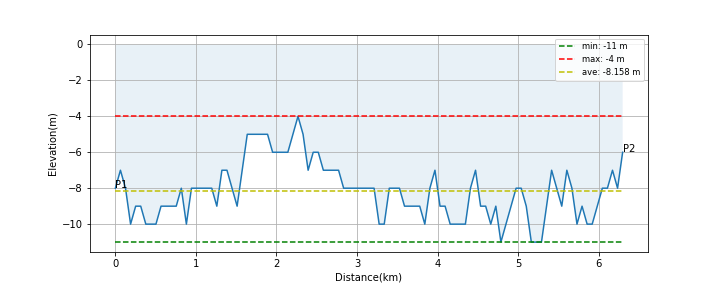 min: -11 m
max: -4 m
ave: -8.158 m
0
−2
−4
−6
−8
−10
Elevation(m)
P1
P2
0 1 2 3 4 5 6
Distance(km)